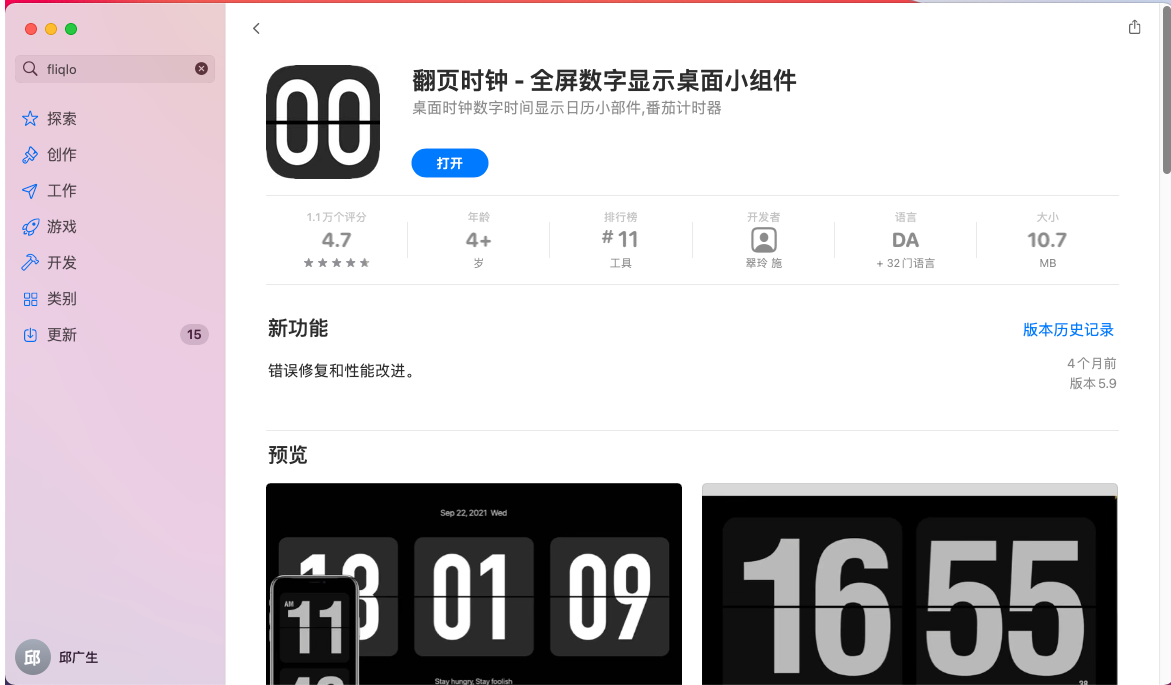 fliqlo
探索
创作
工作
游戏
开发
类别
更新
15
邱
邱广生
00
翻页时钟 - 全屏数字显示桌面小组件
桌面时钟数字时间显示日历小部件,番茄计时器
打开
1.1万个评分
4.7
年龄
4+
岁
排行榜
#11
工具
开发者
翠玲 施
语言
DA
+ 32门语言
大小
10.7
MB
新功能
版本历史记录
错误修复和性能改进。
4个月前
版本 5.9
预览
Sep 22, 2021 Wed
13 01 09
AM
11
Stay hungry, Stay foolish
16 55
38